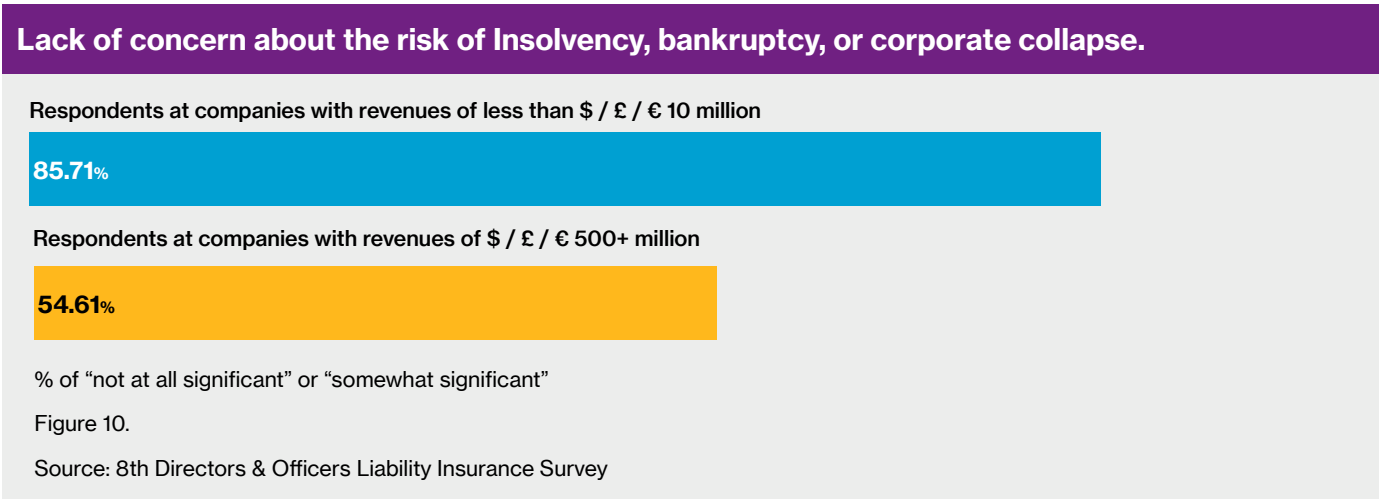 Lack of concern about the risk of Insolvency, bankruptcy, or corporate collapse.
Respondents at companies with revenues of less than $ / £ / € 10 million
85.71%
Respondents at companies with revenues of $ / £ / € 500+ million
54.61%
% of “not at all significant” or “somewhat significant”
Figure 10.
Source: 8th Directors & Officers Liability Insurance Survey